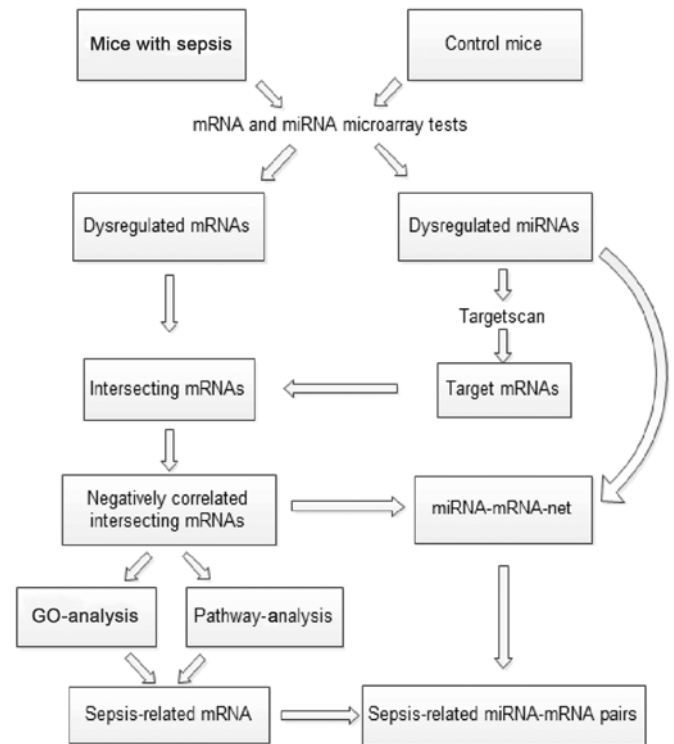 Mice with sepsis
Control mice
mRNA and miRNA microarray tests
Dysregulated mRNAs
Dysregulated miRNAs
Targetscan
Intersecting mRNAs
Target mRNAs
Negatively correlated
intersecting mRNAs
miRNA-mRNA-net
GO-analysis
Pathway-analysis
Sepsis-related mRNA
Sepsis-related miRNA-mRNA pairs